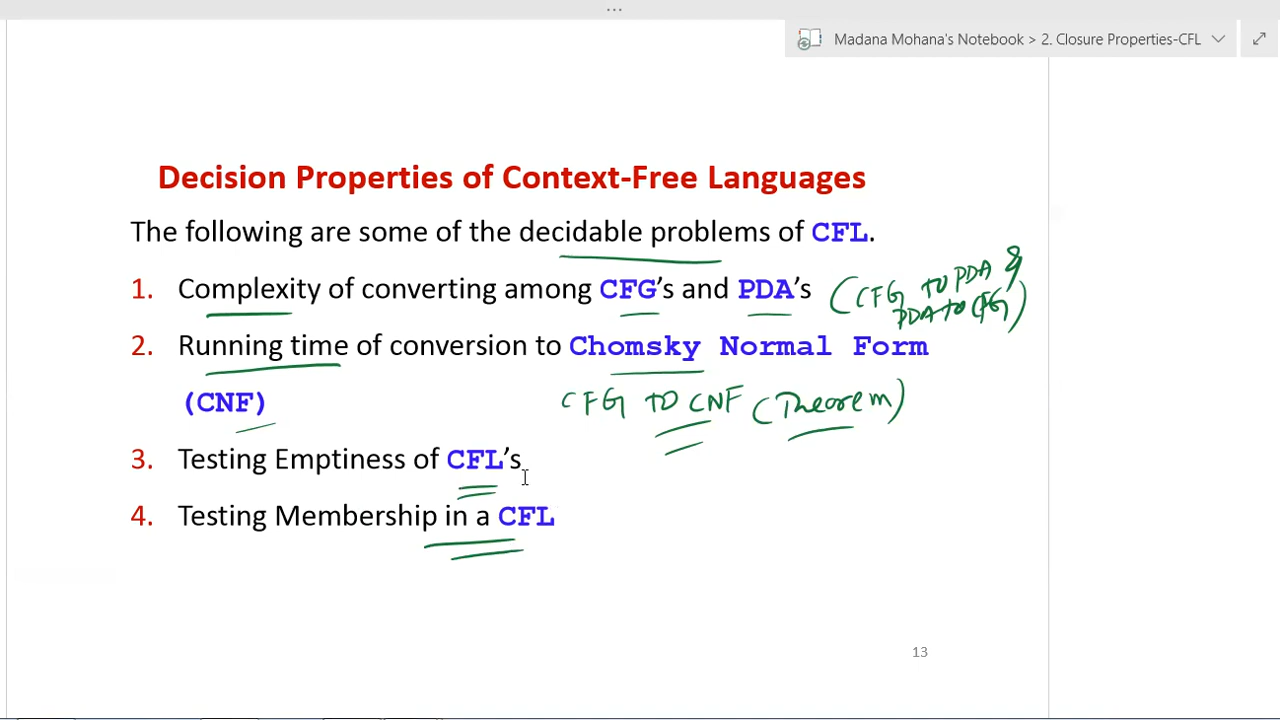 ...
Madana Mohana's Notebook > 2. Closure Properties-CFL
Decision Properties of Context-Free Languages
The following are some of the decidable problems of CFL.
1. Complexity of converting among CFG's and PDA's (CFG TO PDA &
PDA TO CFG)
2. Running time of conversion to Chomsky Normal Form
(CNF) CFG TO CNF (Theorem)
3. Testing Emptiness of CFL's
4. Testing Membership in a CFL
13